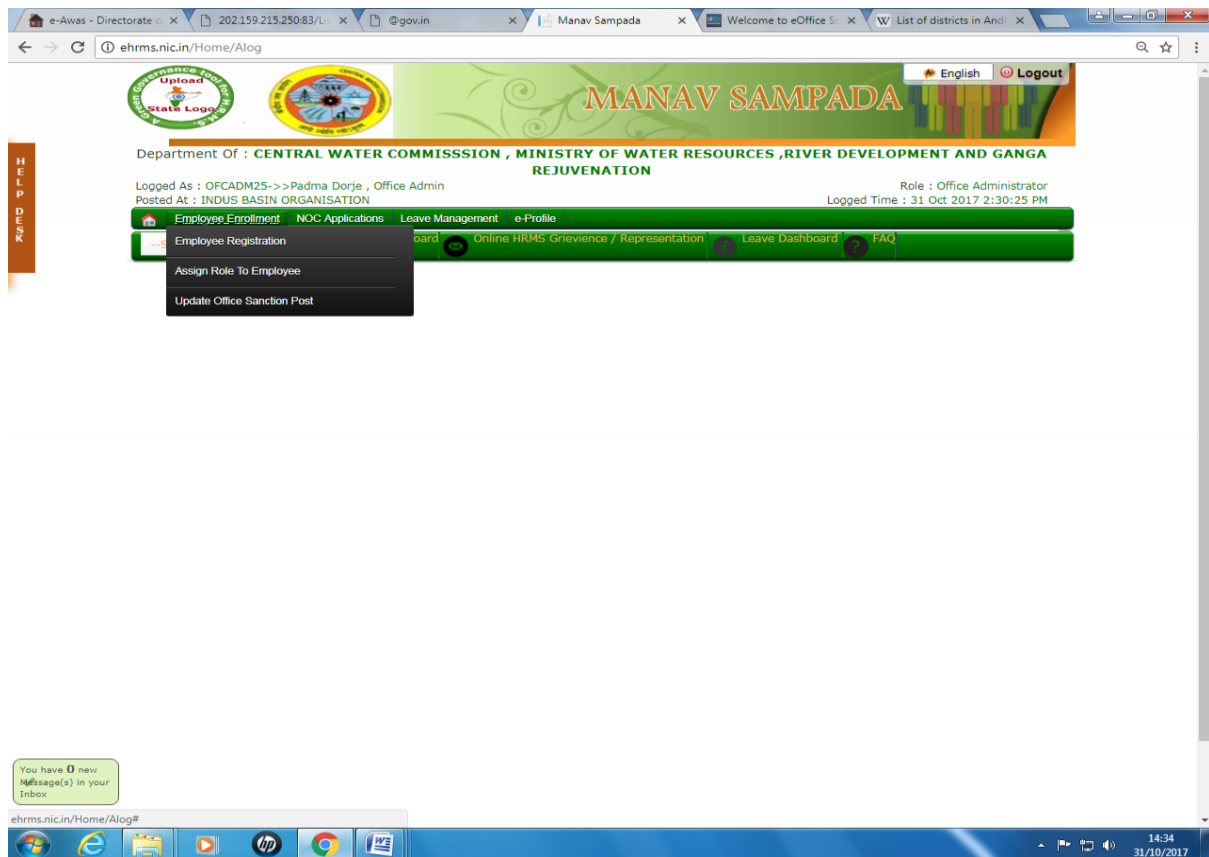 e-Awas - Directorate o
202.159.215.250:83/Lis
@gov.in
Manav Sampada
Welcome to eOffice Sc
List of districts in Andh
ehrms.nic.in/Home/Alog
Upload
State Logo
MANAV SAMPADA
English
Logout
HELP DESK
Department Of : CENTRAL WATER COMMISSSION , MINISTRY OF WATER RESOURCES ,RIVER DEVELOPMENT AND GANGA
REJUVENATION
Logged As : OFCADM25->>Padma Dorje , Office Admin
Role : Office Administrator
Posted At : INDUS BASIN ORGANISATION
Logged Time : 31 Oct 2017 2:30:25 PM
Employee Enrollment NOC Applications Leave Management e-Profile
--S
oard Online HRMS Grievience / Representation Leave Dashboard FAQ
Employee Registration
Assign Role To Employee
Update Office Sanction Post
You have 0 new
Message(s) in your
Inbox
ehrms.nic.in/Home/Alog#
14:34
31/10/2017